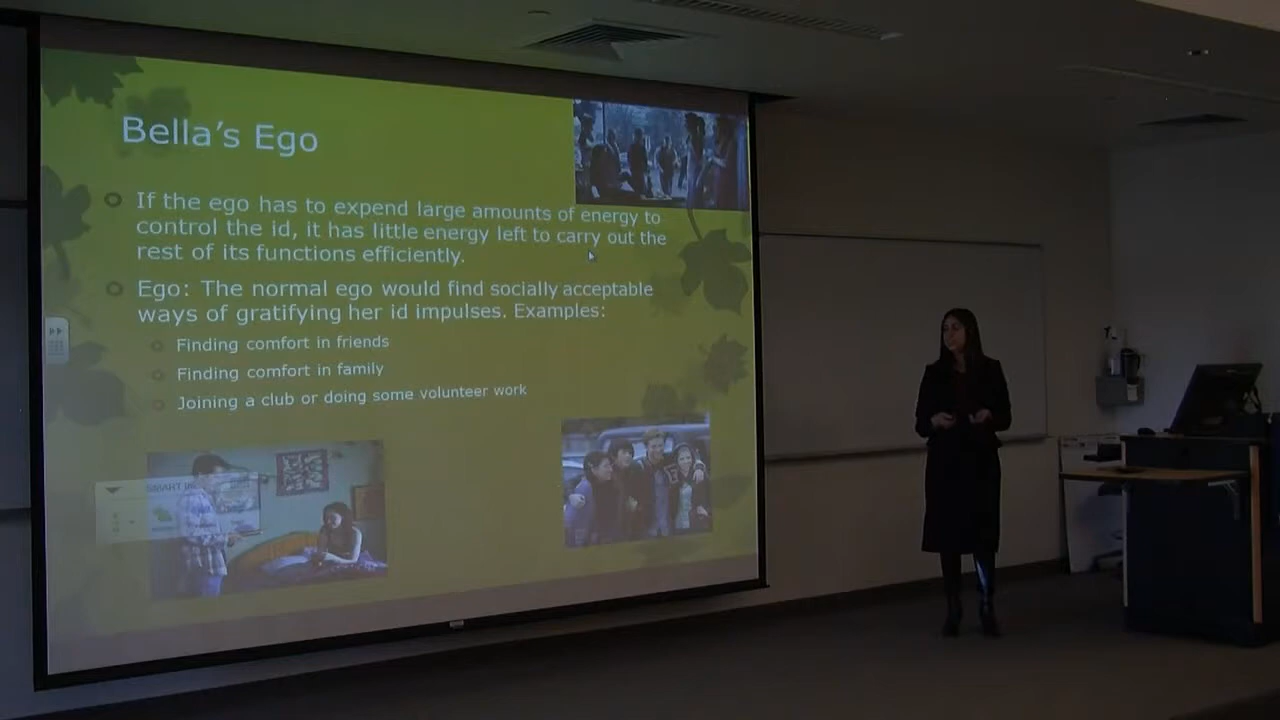 Bella's Ego
If the ego has to expend large amounts of energy to
control the id, it has little energy left to carry out the
rest of its functions efficiently.
Ego: The normal ego would find socially acceptable
ways of gratifying her id impulses. Examples:
Finding comfort in friends
Finding comfort in family
Joining a club or doing some volunteer work
SMART